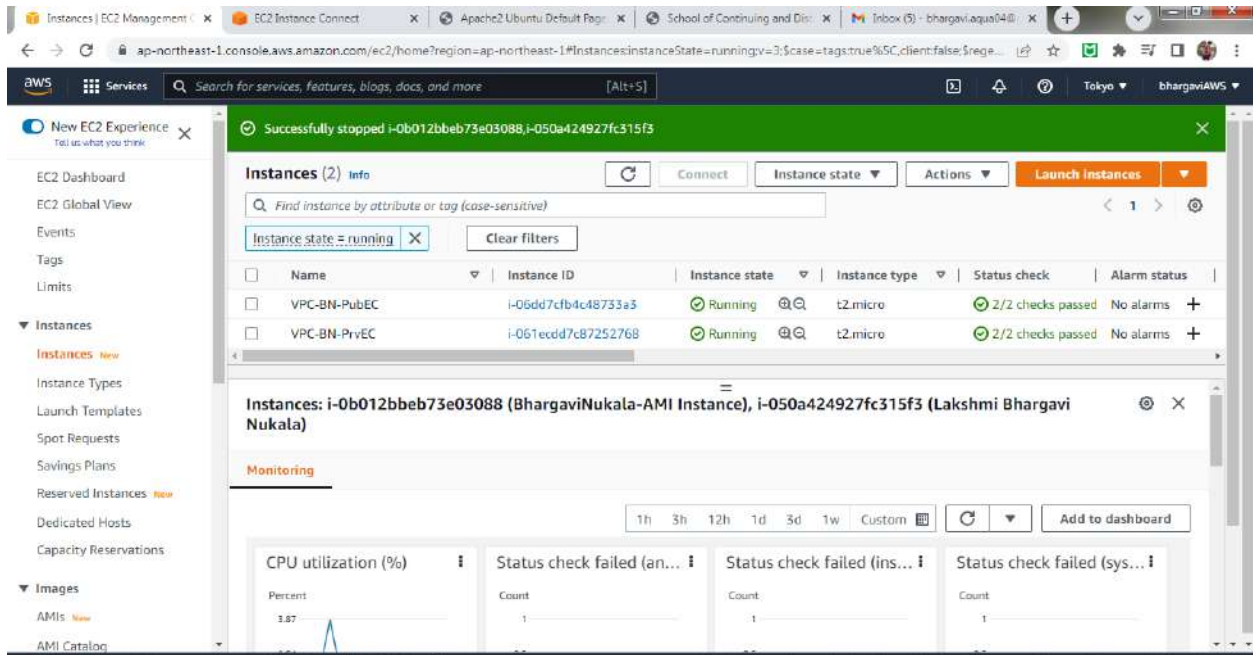 Instances | EC2 Management C
EC2 Instance Connect
Apache2 Ubuntu Default Page
School of Continuing and Dis
Inbox (5) - bhargavi.aqua04@
ap-northeast-1.console.aws.amazon.com/ec2/home?region=ap-northeast-1#Instances:instanceState=running;v=3;$case=tags:true%5C,client:false;$rege...
aws Services Search for services, features, blogs, docs, and more [Alt+S] Tokyo bhargaviAWS
New EC2 Experience
Tell us what you think
EC2 Dashboard
EC2 Global View
Events
Tags
Limits
Instances
Instances New
Instance Types
Launch Templates
Spot Requests
Savings Plans
Reserved Instances New
Dedicated Hosts
Capacity Reservations
Images
AMIs New
AMI Catalog
Successfully stopped i-0b012bbeb73e03088,i-050a424927fc315f3
Instances (2) Info Connect Instance state Actions Launch instances
Find instance by attribute or tag (case-sensitive) 1
Instance state = running Clear filters
Name Instance ID Instance state Instance type Status check Alarm status
VPC-BN-PubEC i-06dd7cfb4c48733a3 Running t2.micro 2/2 checks passed No alarms
VPC-BN-PrvEC i-061ecdd7c87252768 Running t2.micro 2/2 checks passed No alarms
Instances: i-0b012bbeb73e03088 (BhargaviNukala-AMI Instance), i-050a424927fc315f3 (Lakshmi Bhargavi
Nukala)
Monitoring
1h 3h 12h 1d 3d 1w Custom Add to dashboard
CPU utilization (%) Status check failed (an... Status check failed (ins... Status check failed (sys...
Percent Count Count Count
3.87 1 1 1